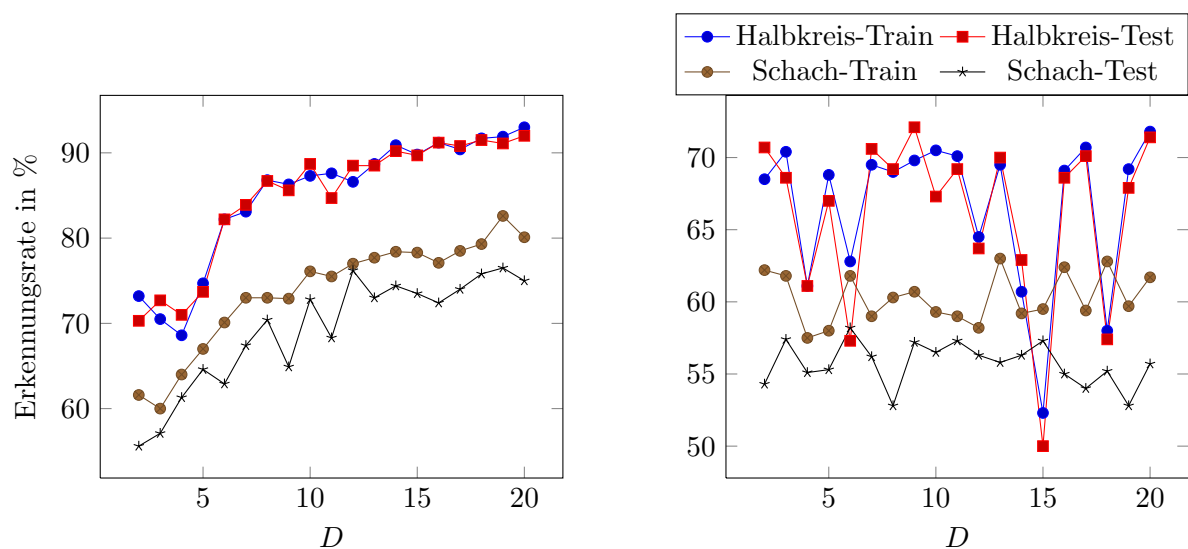 Halbkreis-Train Halbkreis-Test
Schach-Train Schach-Test
Erkennungsrate in %
90
80
70
60
5 10 15 20
D
70
65
60
55
50
5 10 15 20
D